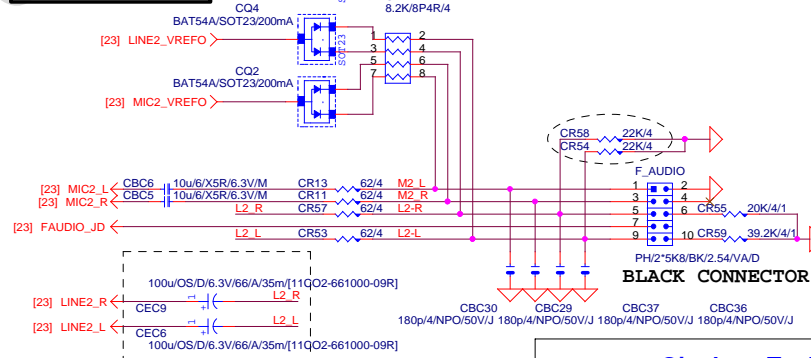 CQ4
BAT54A/SOT23/200mA
8.2K/8P4R/4
[23] LINE2_VREFO
SOT23
1 2
3 4
5 6
7 8
CQ2
BAT54A/SOT23/200mA
[23] MIC2_VREFO
CR58 22K/4
CR54 22K/4
F_AUDIO
[23] MIC2_L CBC6 10u/6/X5R/6.3V/M CR13 62/4 M2_L
[23] MIC2_R CBC5 10u/6/X5R/6.3V/M CR11 62/4 M2_R
L2_R CR57 62/4 L2-R
[23] FAUDIO_JD
L2_L CR53 62/4 L2-L
1 2
3 4
5 6 CR55 20K/4/1
7
9 10 CR59 39.2K/4/1
PH/2*5K8/BK/2.54/VA/D
BLACK CONNECTOR
100u/OS/D/6.3V/66/A/35m/[11CO2-661000-09R]
[23] LINE2_R 1 L2_R
CEC9
[23] LINE2_L 1 L2_L
CEC6
100u/OS/D/6.3V/66/A/35m/[11CO2-661000-09R]
CBC30 CBC29 CBC37 CBC36
180p/4/NPO/50V/J 180p/4/NPO/50V/J 180p/4/NPO/50V/J 180p/4/NPO/50V/J